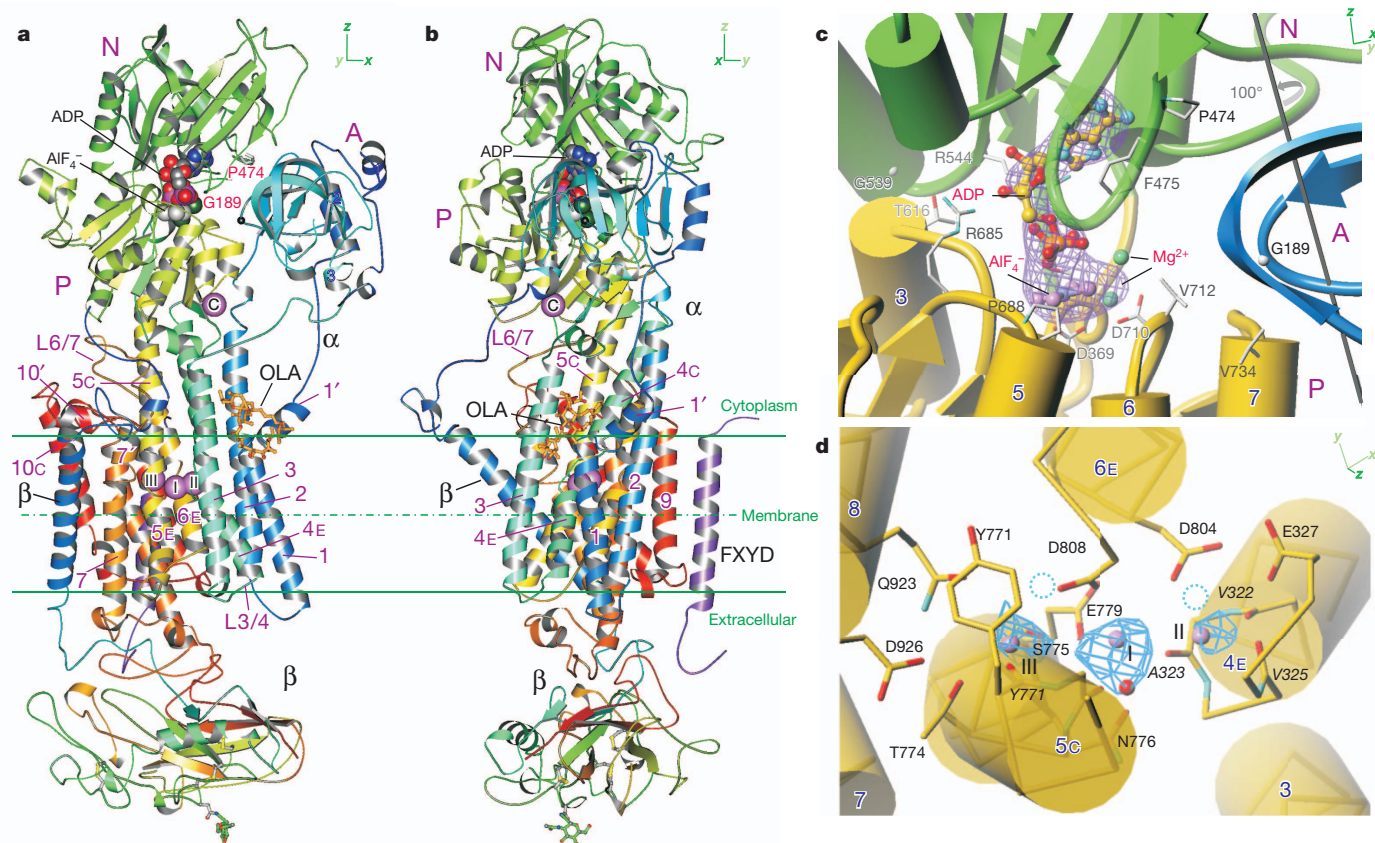 a
N
z
y x
ADP
AlF₄⁻
A
P474
G189
3
P
C
α
L6/7
5C
10′
OLA
1′
10C
7′
β
III
I
II
3
2
6E
5E
4E
7
1
L3/4
β
b
N
z
y x
ADP
P
C
α
L6/7
5C
4C
OLA
1′
Cytoplasm
β
3
2
9
Membrane
4E
1
FXYD
Extracellular
β
c
z
y x
N
100°
P474
R544
F475
G539
ADP
T616
R685
A
G189
AlF₄⁻
Mg²⁺
3
P688
V712
D710
D369
V734
P
5
6
7
d
y
z x
6E
8
Y771
D808
D804
E327
Q923
V322
E779
II
D926
S775
I
III
A323
4E
V325
Y771
T774
5C
N776
7
3